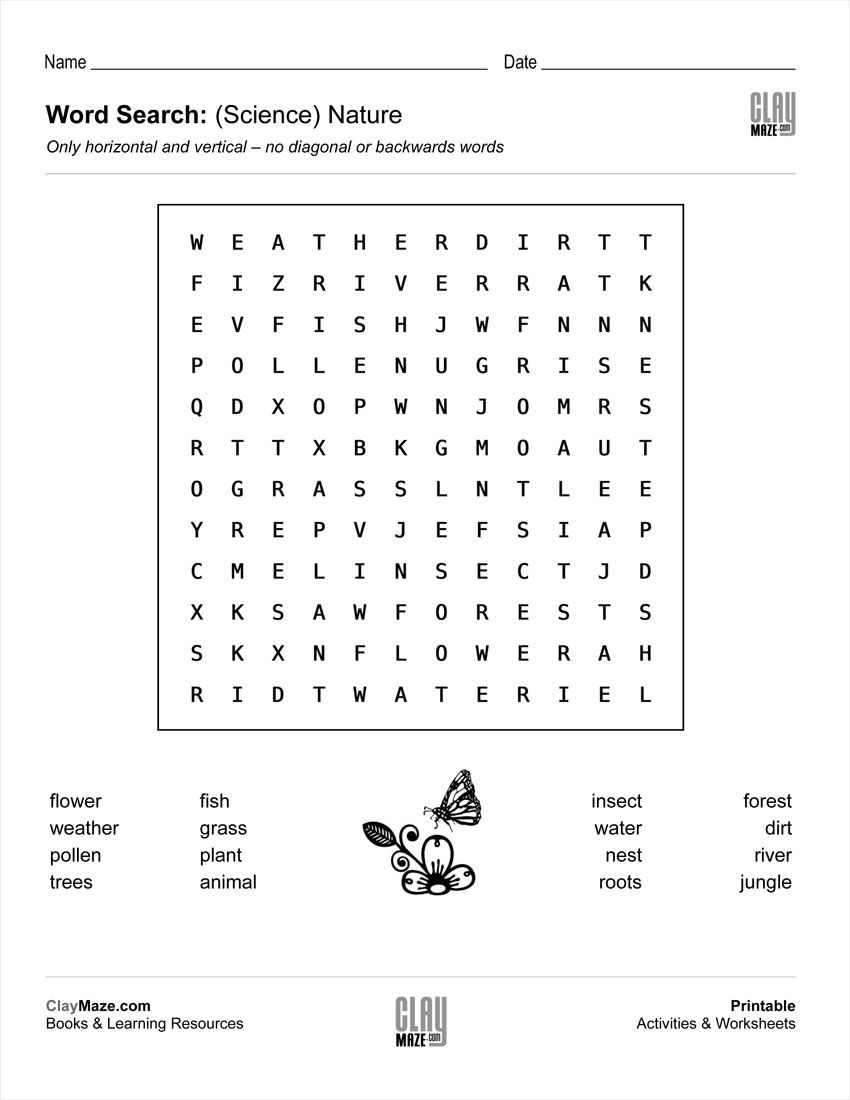 Name Date
Word Search: (Science) Nature
CLAY
MAZE.com
Only horizontal and vertical – no diagonal or backwards words
W E A T H E R D I R T T
F I Z R I V E R R A T K
E V F I S H J W F N N N
P O L L E N U G R I S E
Q D X O P W N J O M R S
R T T X B K G M O A U T
O G R A S S L N T L E E
Y R E P V J E F S I A P
C M E L I N S E C T J D
X K S A W F O R E S T S
S K X N F L O W E R A H
R I D T W A T E R I E L
flower fish insect forest
weather grass water dirt
pollen plant nest river
trees animal roots jungle
ClayMaze.com
Books & Learning Resources
CLAY
MAZE.com
Printable
Activities & Worksheets